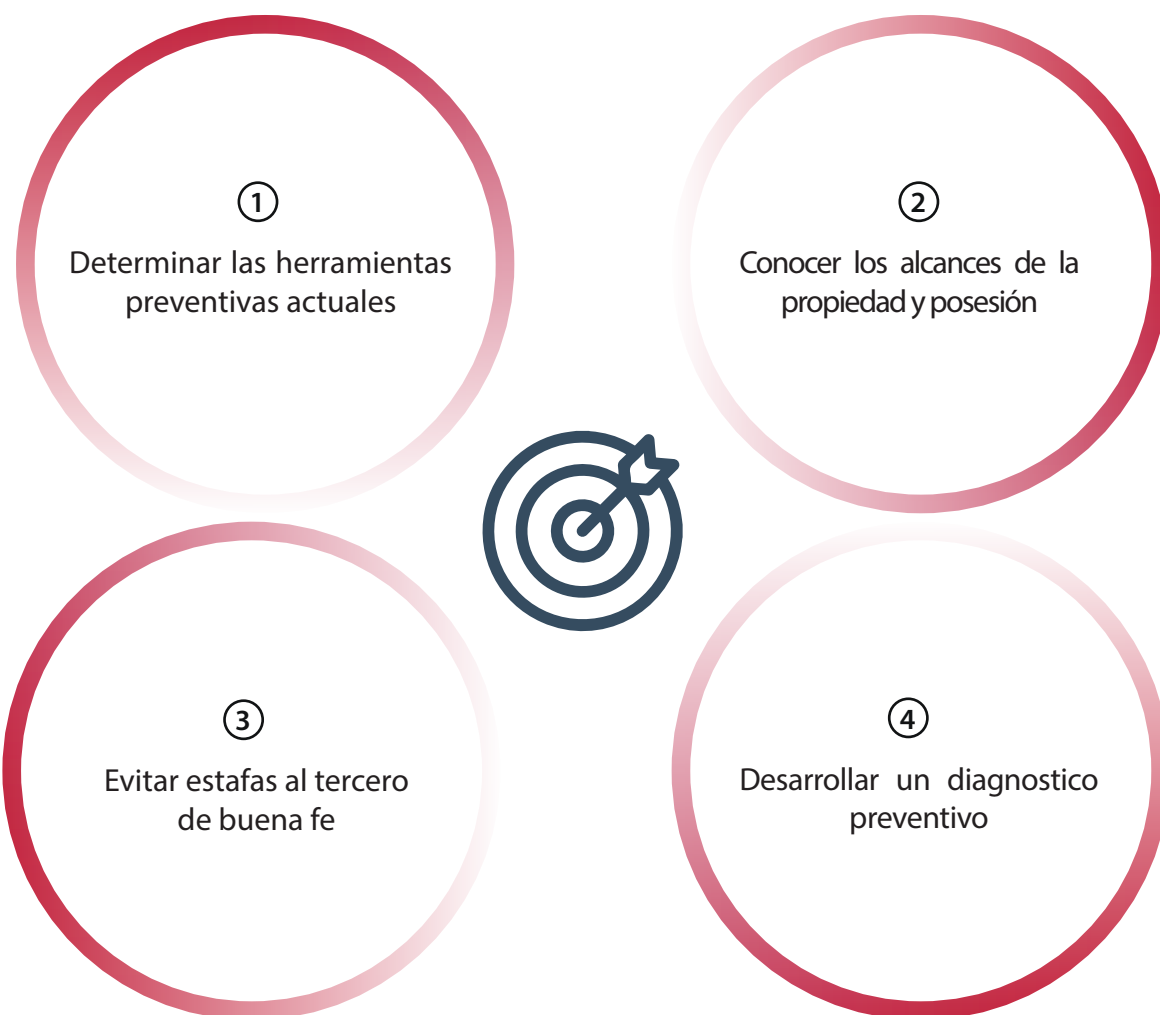 1
Determinar las herramientas
preventivas actuales
2
Conocer los alcances de la
propiedad y posesión
3
Evitar estafas al tercero
de buena fe
4
Desarrollar un diagnostico
preventivo